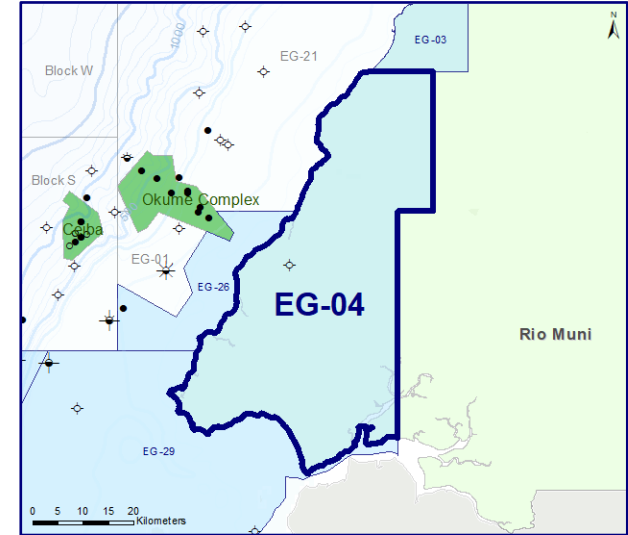 N
EG-03
1000
EG-21
Block W
Block S
Okume Complex
Ceiba
EG-01
EG-26
EG-04
Rio Muni
EG-29
0 5 10 15 20
Kilometers